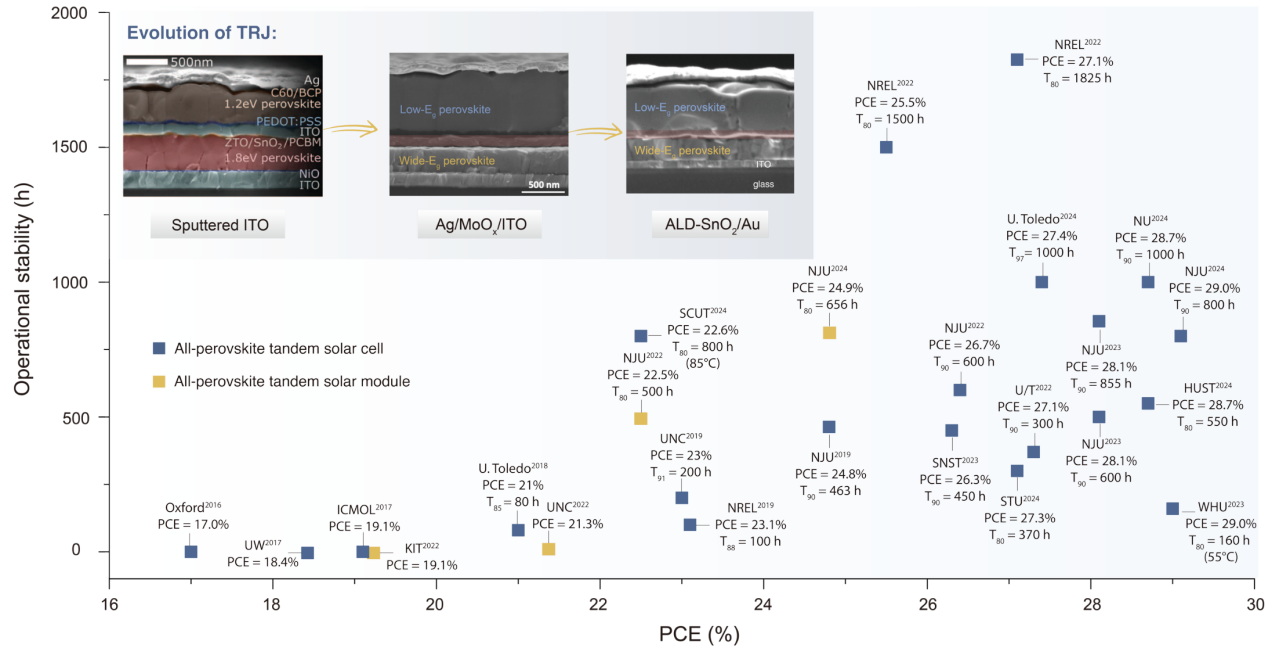 Evolution of TRJ:
500nm
Ag
C60/BCP
1.2eV perovskite
PEDOT:PSS
ITO
ZTO/SnO₂/PCBM
1.8eV perovskite
NiO
ITO
Sputtered ITO
Low-E_g perovskite
Wide-E_g perovskite
500 nm
Ag/MoOₓ/ITO
Low-E_g perovskite
Wide-E_g perovskite
ITO
glass
ALD-SnO₂/Au
NREL²⁰²²
PCE = 27.1%
T₈₀ = 1825 h
NREL²⁰²²
PCE = 25.5%
T₈₀ = 1500 h
U. Toledo²⁰²⁴
PCE = 27.4%
T₉₇ = 1000 h
NU²⁰²⁴
PCE = 28.7%
T₉₀ = 1000 h
NJU²⁰²⁴
PCE = 29.0%
T₉₀ = 800 h
NJU²⁰²⁴
PCE = 24.9%
T₈₀ = 656 h
SCUT²⁰²⁴
PCE = 22.6%
T₈₀ = 800 h
(85°C)
NJU²⁰²²
PCE = 22.5%
T₈₀ = 500 h
NJU²⁰²²
PCE = 26.7%
T₉₀ = 600 h
NJU²⁰²³
PCE = 28.1%
T₉₀ = 855 h
HUST²⁰²⁴
PCE = 28.7%
T₈₀ = 550 h
U/T²⁰²²
PCE = 27.1%
T₉₀ = 300 h
UNC²⁰¹⁹
PCE = 23%
T₉₁ = 200 h
NJU²⁰¹⁹
PCE = 24.8%
T₉₀ = 463 h
SNST²⁰²³
PCE = 26.3%
T₉₀ = 450 h
NJU²⁰²³
PCE = 28.1%
T₉₀ = 600 h
STU²⁰²⁴
PCE = 27.3%
T₈₀ = 370 h
WHU²⁰²³
PCE = 29.0%
T₈₀ = 160 h
(55°C)
U. Toledo²⁰¹⁸
PCE = 21%
T₈₅ = 80 h
UNC²⁰²²
PCE = 21.3%
NREL²⁰¹⁹
PCE = 23.1%
T₈₈ = 100 h
Oxford²⁰¹⁶
PCE = 17.0%
UW²⁰¹⁷
PCE = 18.4%
ICMOL²⁰¹⁷
PCE = 19.1%
KIT²⁰²²
PCE = 19.1%
All-perovskite tandem solar cell
All-perovskite tandem solar module
Operational stability (h)
2000
1500
1000
500
0
16 18 20 22 24 26 28 30
PCE (%)